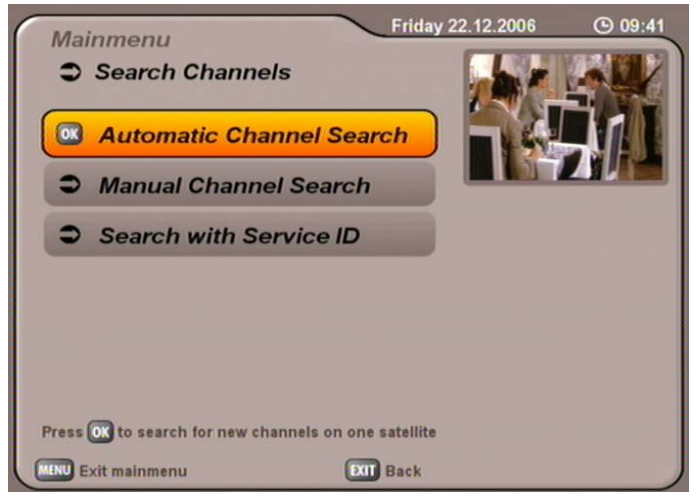 Friday 22.12.2006 09:41
Mainmenu
Search Channels
OK Automatic Channel Search
Manual Channel Search
Search with Service ID
Press OK to search for new channels on one satellite
MENU Exit mainmenu EXIT Back